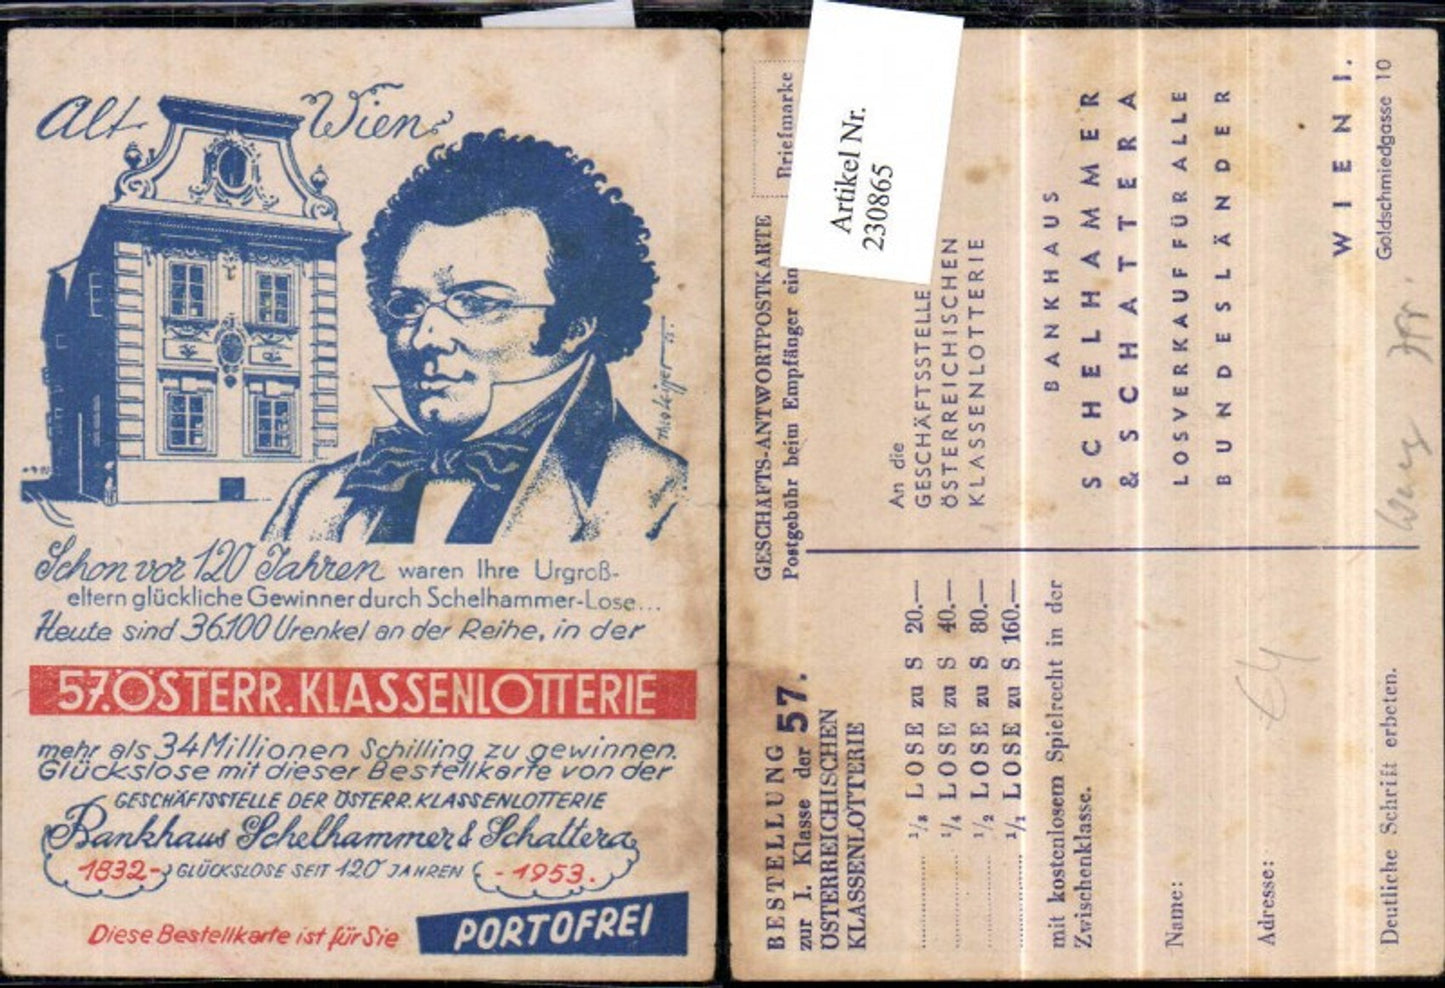 Alt Wien
Schon vor 120 Jahren waren Ihre Urgroß-
eltern glückliche Gewinner durch Schelhammer-Lose...
Heute sind 36.100 Urenkel an der Reihe, in der
57. ÖSTERR. KLASSENLOTTERIE
mehr als 34 Millionen Schilling zu gewinnen.
Glückslose mit dieser Bestellkarte von der
GESCHÄFTSSTELLE DER ÖSTERR. KLASSENLOTTERIE
Bankhaus Schelhammer & Schattera
1832- GLÜCKSLOSE SEIT 120 JAHREN -1953.
Diese Bestellkarte ist für Sie PORTOFREI
Artikel Nr.
230865
Briefmarke
GESCHÄFTS-ANTWORTPOSTKARTE
Postgebühr beim Empfänger ein
An die
GESCHÄFTSSTELLE
ÖSTERREICHISCHEN
KLASSENLOTTERIE
BANKHAUS
SCHELHAMMER
& SCHATTERA
LOSVERKAUF FÜR ALLE
BUNDESLÄNDER
WIEN I.
Goldschmiedgasse 10
BESTELLUNG
zur I. Klasse der 57.
ÖSTERREICHISCHEN
KLASSENLOTTERIE
1/8 LOSE zu S 20.—
1/4 LOSE zu S 40.—
1/2 LOSE zu S 80.—
1/1 LOSE zu S 160.—
mit kostenlosem Spielrecht in der
Zwischenklasse.
Name:
Adresse:
Deutliche Schrift erbeten.